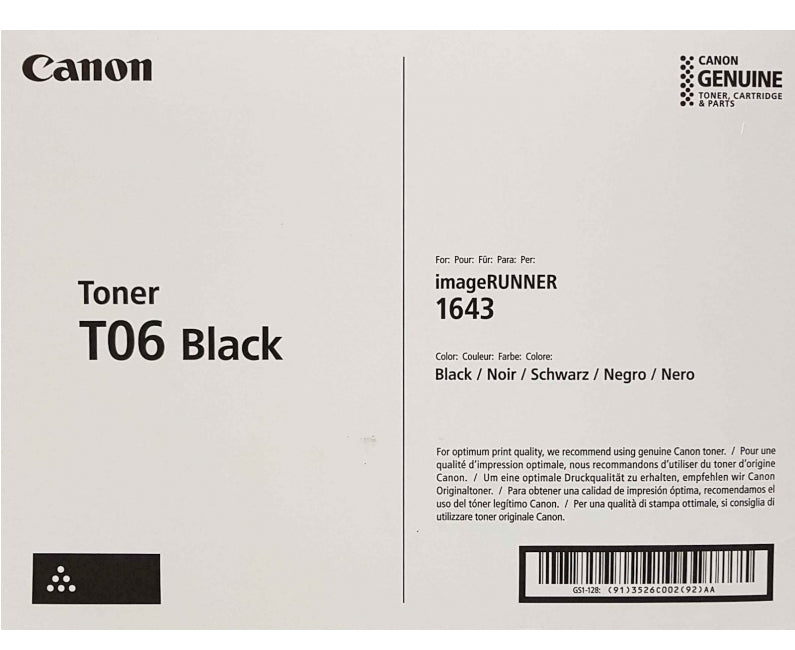 Canon
CANON
GENUINE
TONER, CARTRIDGE
& PARTS
Toner
T06 Black
For: Pour: Für: Para: Per:
imageRUNNER
1643
Color: Couleur: Farbe: Colore:
Black / Noir / Schwarz / Negro / Nero
For optimum print quality, we recommend using genuine Canon toner. / Pour une
qualité d'impression optimale, nous recommandons d'utiliser du toner d'origine
Canon. / Um eine optimale Druckqualität zu erhalten, empfehlen wir Canon
Originaltoner. / Para obtener una calidad de impresión óptima, recomendamos el
uso del tóner legítimo Canon. / Per una qualità di stampa ottimale, si consiglia di
utilizzare toner originale Canon.
GS1-128: (91)3526C002(92)AA